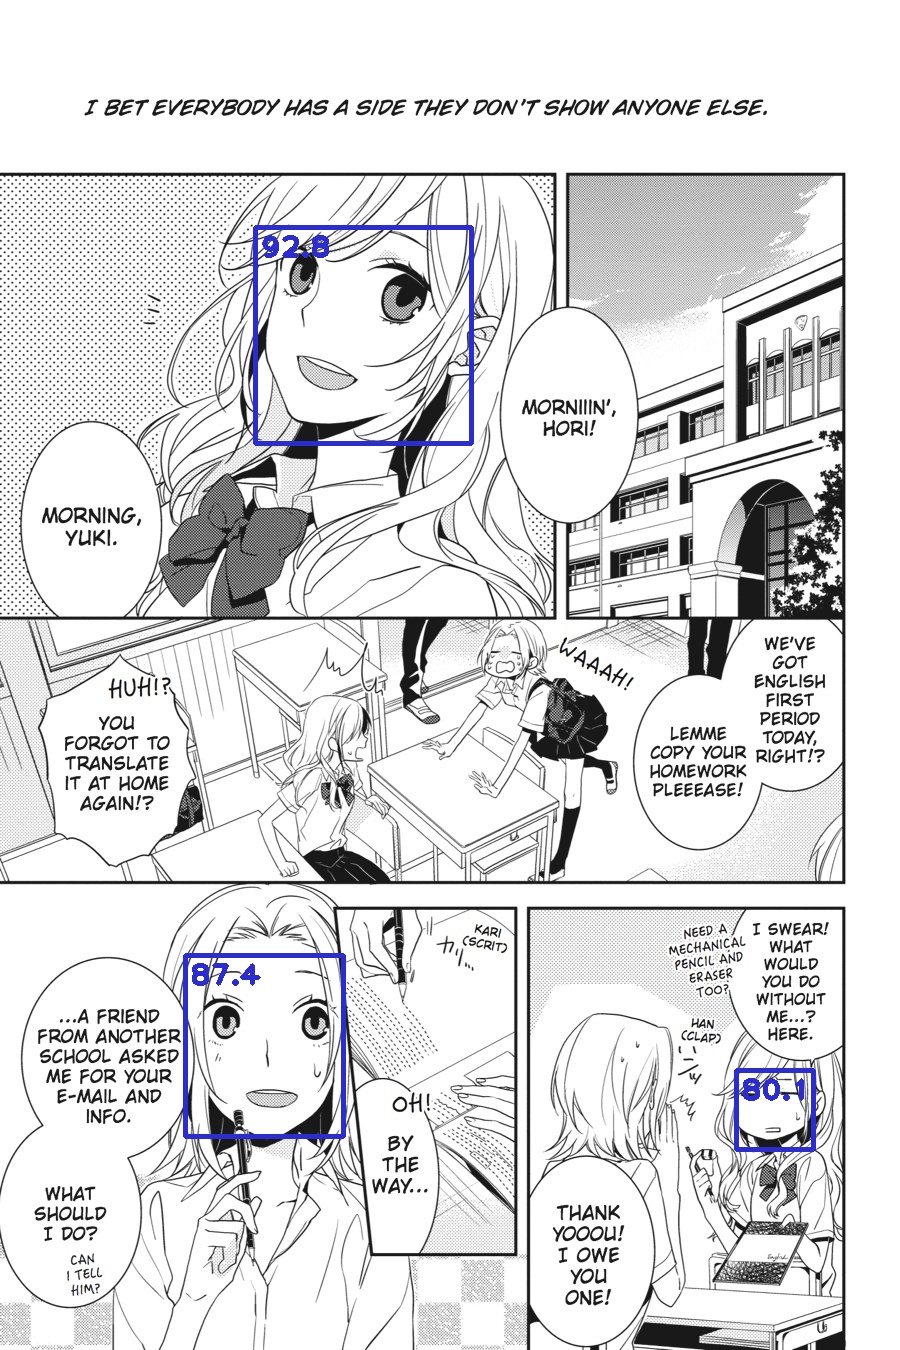 I BET EVERYBODY HAS A SIDE THEY DON'T SHOW ANYONE ELSE.
MORNIIIN',
HORI!
92.8
MORNING,
YUKI.
WE'VE
GOT
ENGLISH
FIRST
PERIOD
TODAY,
RIGHT!?
LEMME
COPY YOUR
HOMEWORK
PLEEEASE!
WAAAH!
HUH!?
YOU
FORGOT TO
TRANSLATE
IT AT HOME
AGAIN!?
I SWEAR!
WHAT
WOULD
YOU DO
WITHOUT
ME...?
HERE.
NEED A
MECHANICAL
PENCIL AND
ERASER
TOO?
HAN
(CLAP)
80.1
English
THANK
YOOOU!
I OWE
YOU
ONE!
KARI
(SCRIT)
カリ...
OH!
BY
THE
WAY...
87.4
...A FRIEND
FROM ANOTHER
SCHOOL ASKED
ME FOR YOUR
E-MAIL AND
INFO.
WHAT
SHOULD
I DO?
CAN
I TELL
HIM?